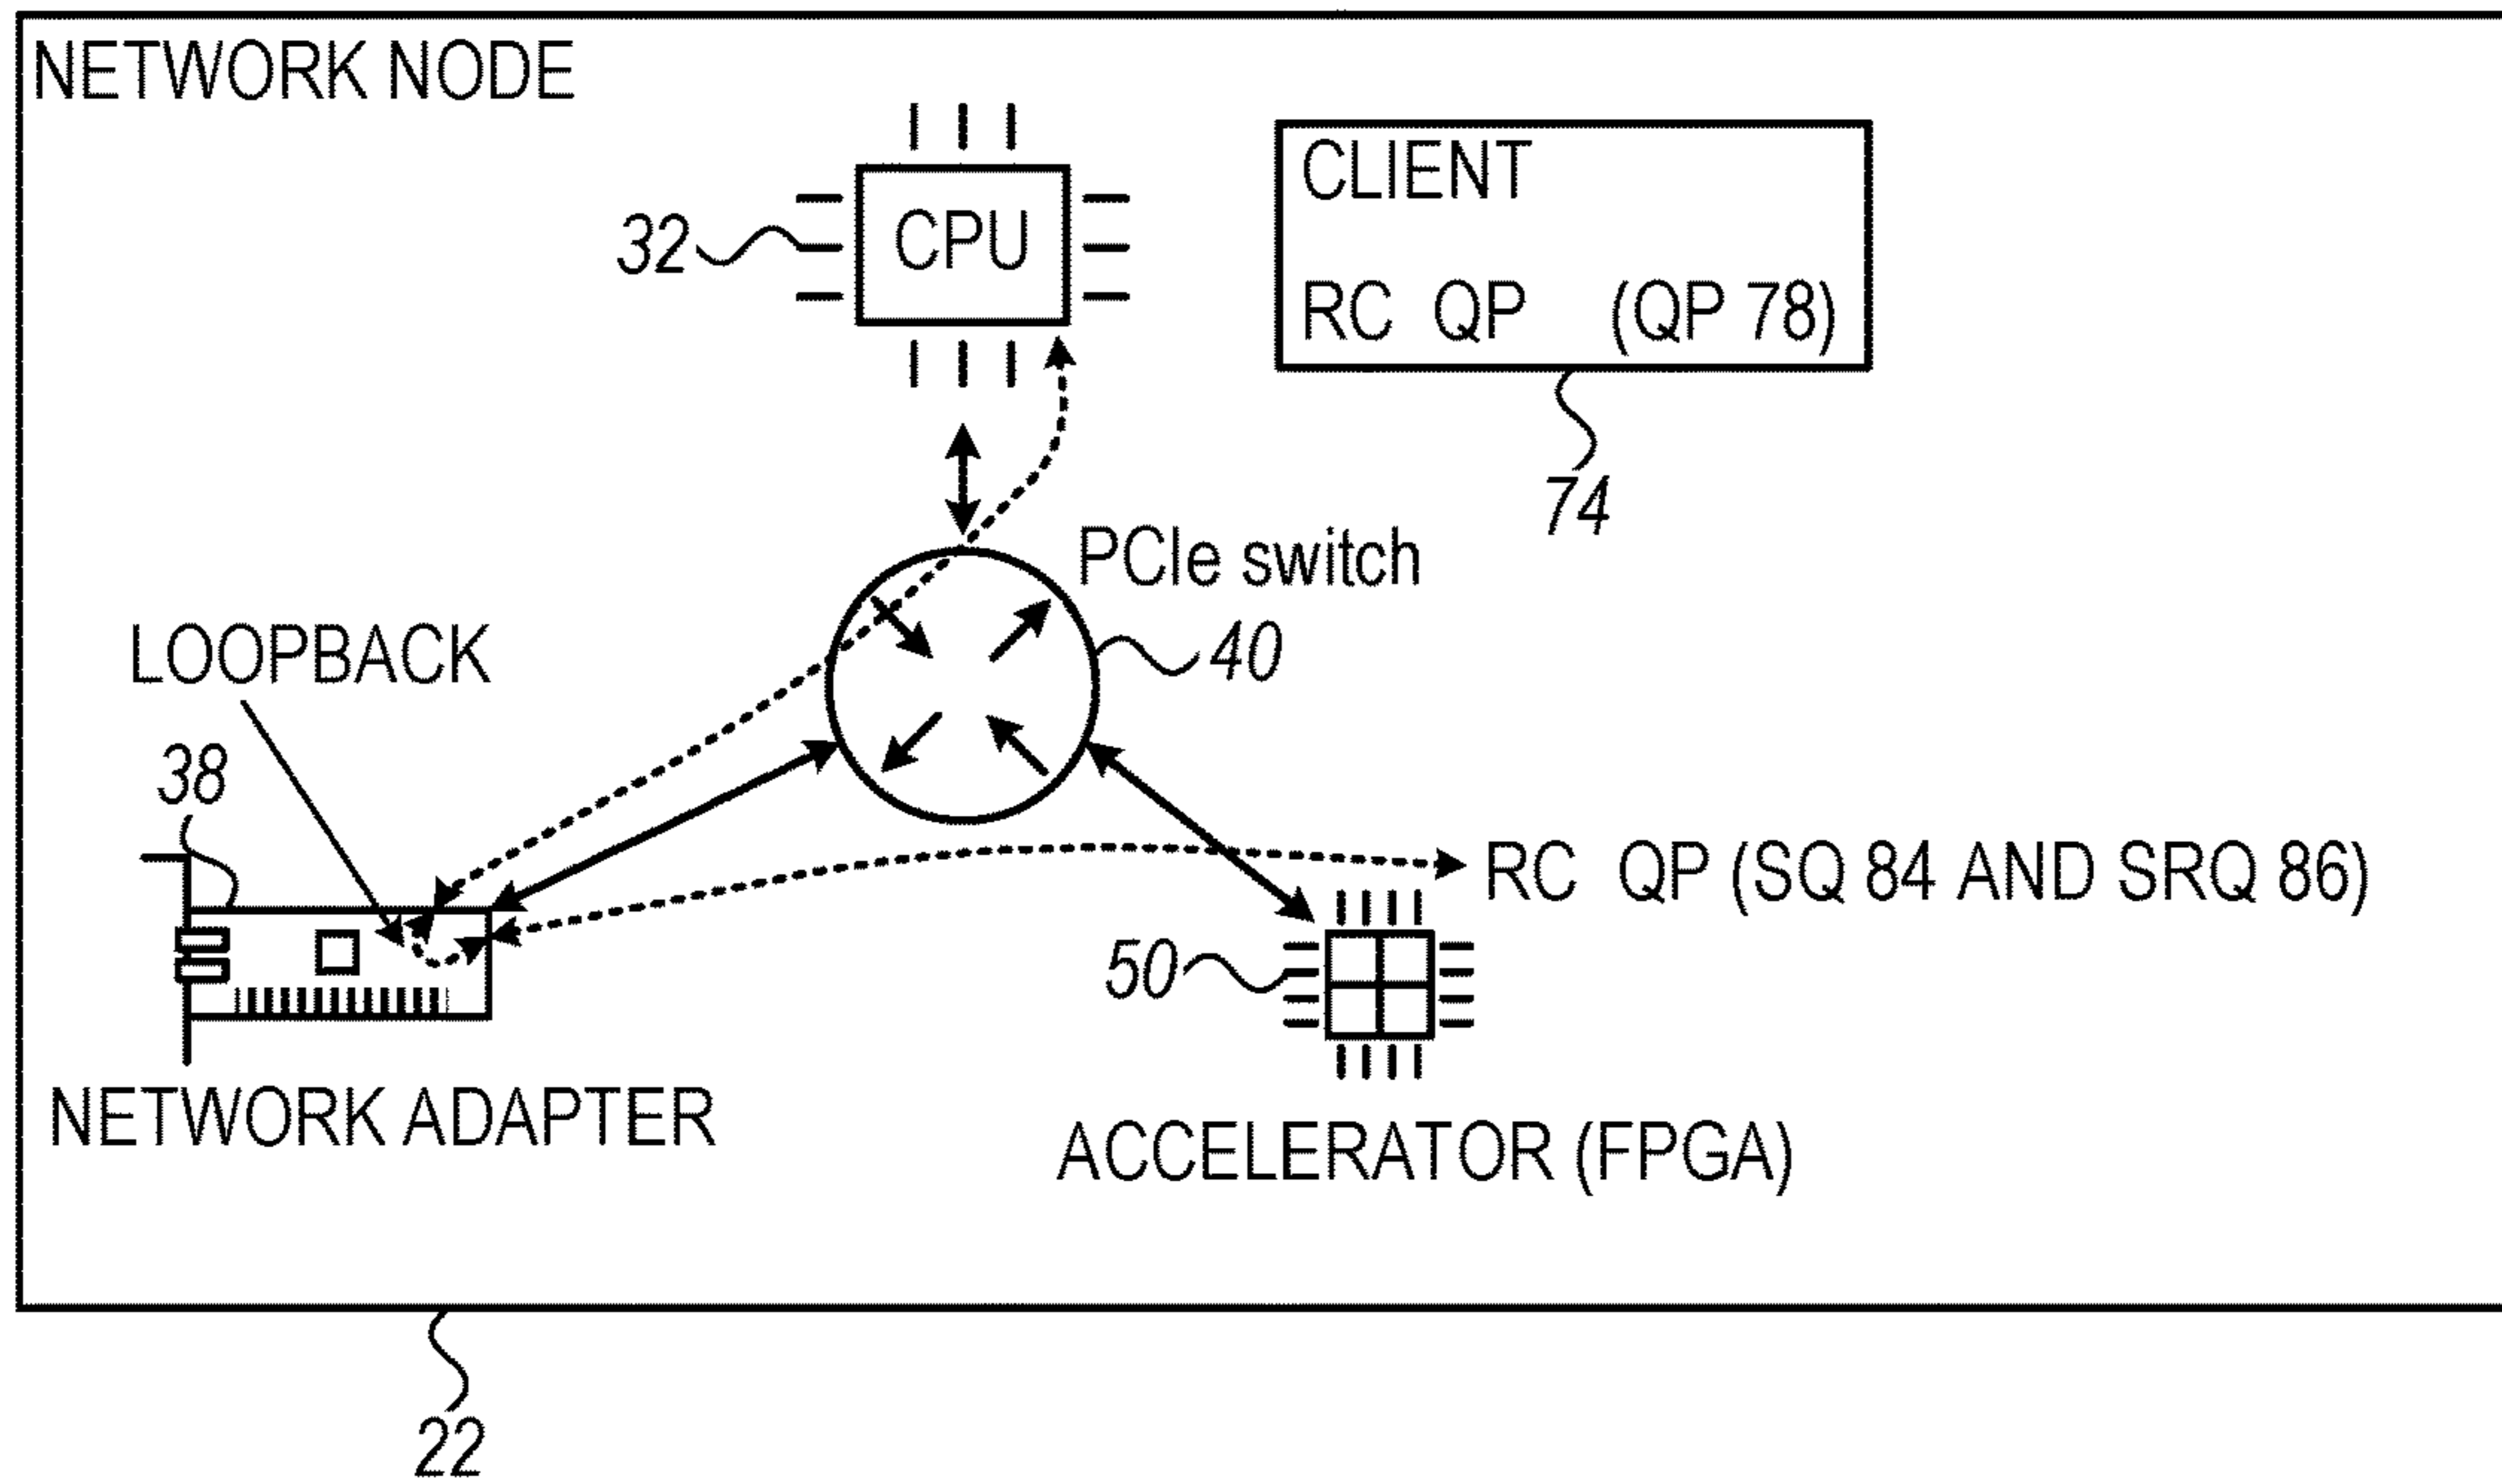 NETWORK NODE
CPU
32
CLIENT
RC QP (QP 78)
74
PCIe switch
40
LOOPBACK
38
RC QP (SQ 84 AND SRQ 86)
50
NETWORK ADAPTER
ACCELERATOR (FPGA)
22